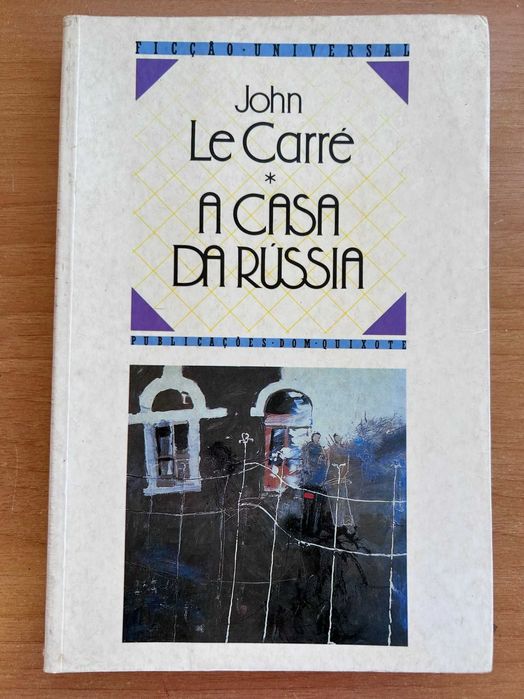 FICÇÃO·UNIVERSAL
John
Le Carré
*
A CASA
DA RÚSSIA
PUBLICAÇÕES·DOM·QUIXOTE